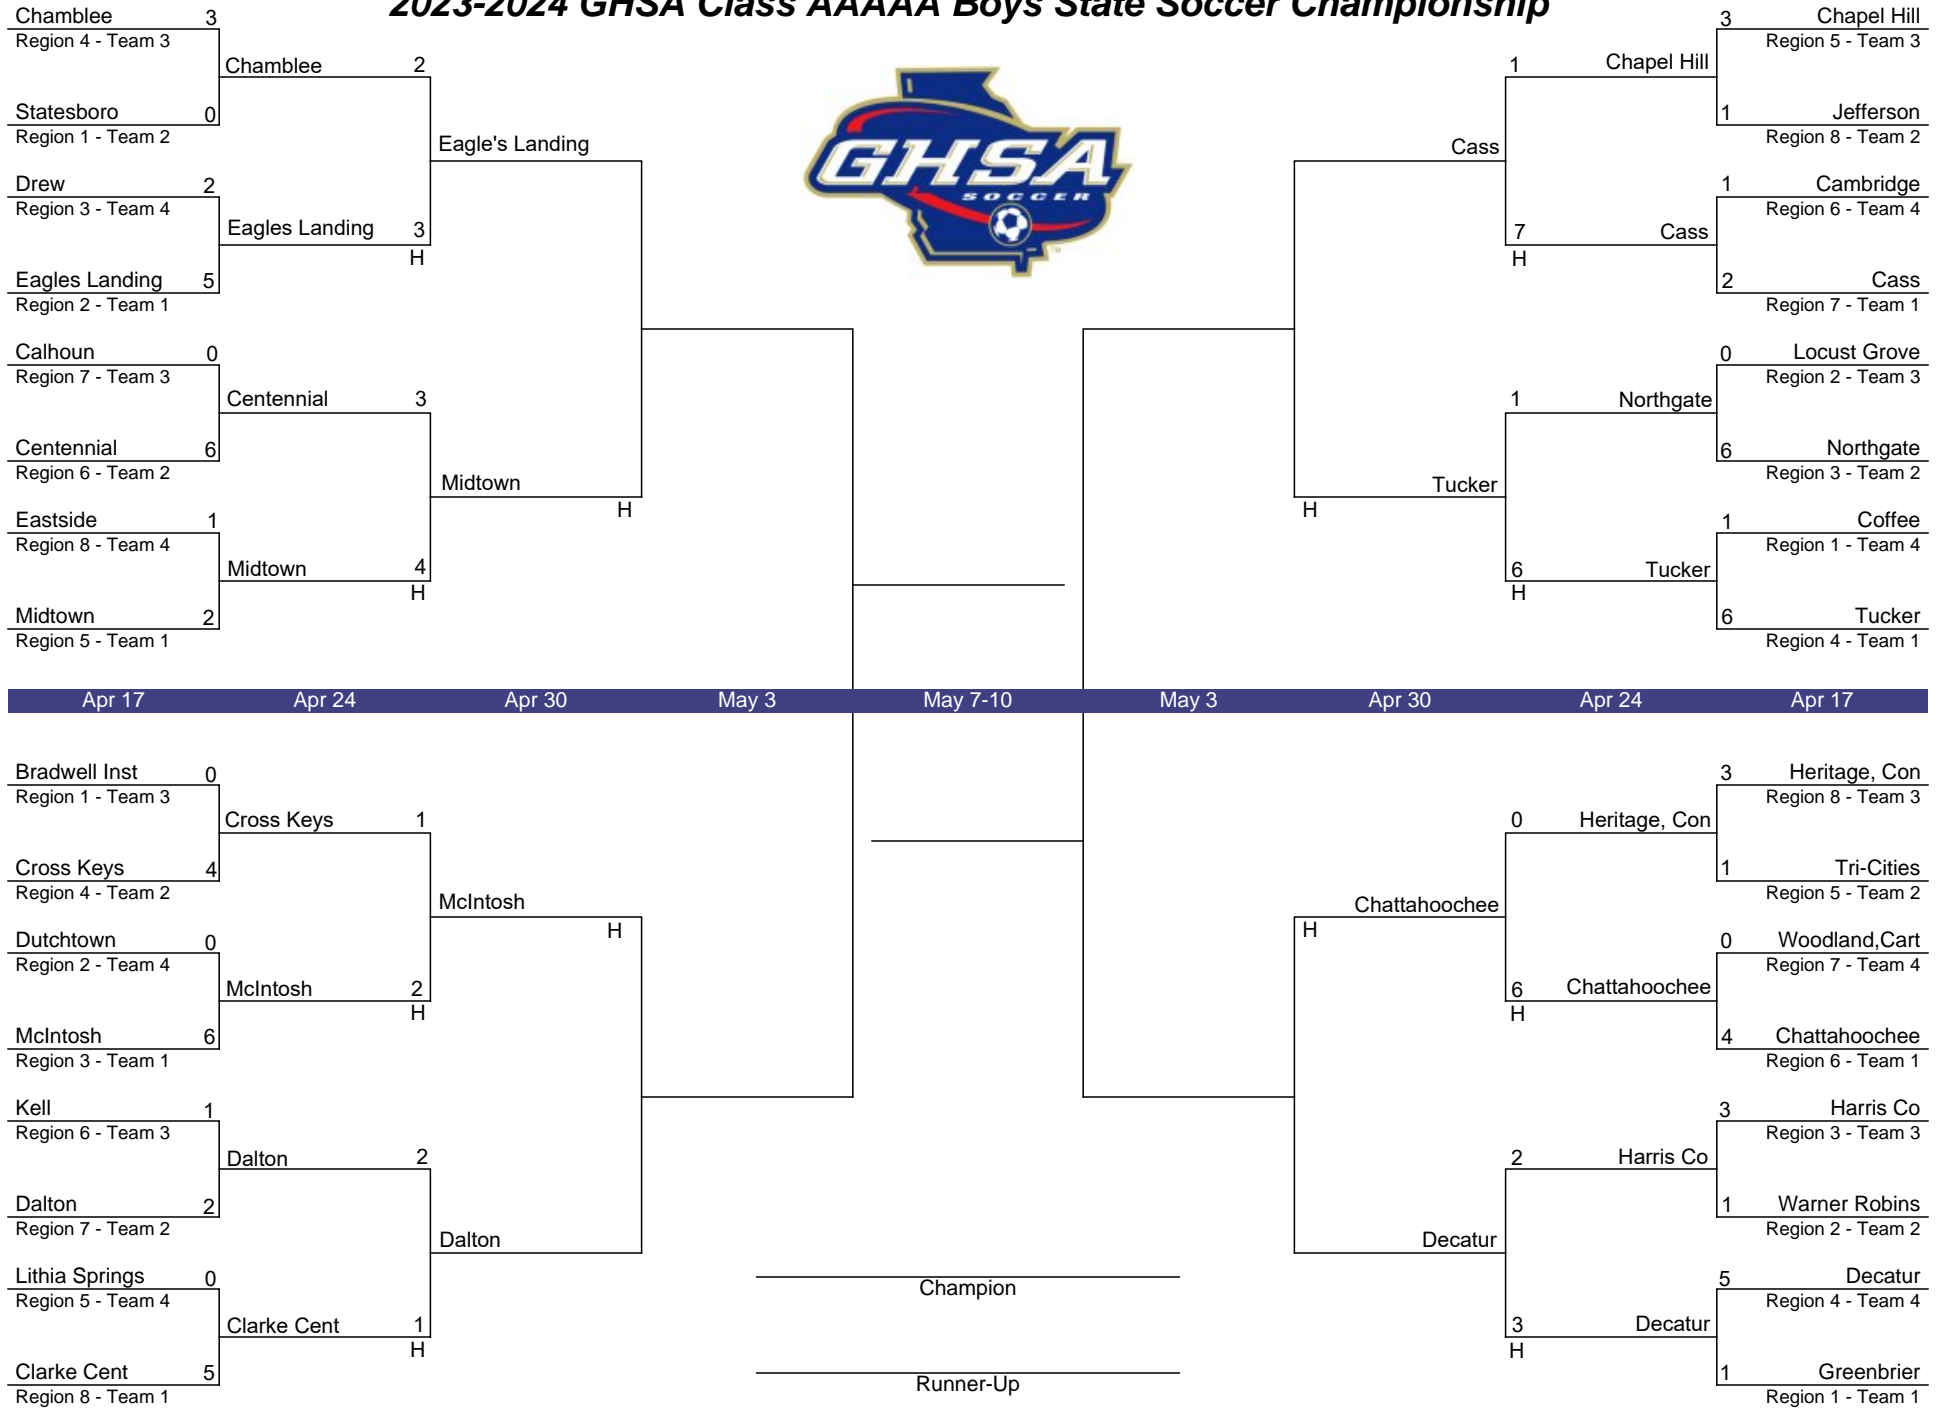 2023-2024 GHSA Class AAAAA Boys State Soccer Championship
GHSA
SOCCER
TM
Chamblee 3
Region 4 - Team 3
Statesboro 0
Region 1 - Team 2
Drew 2
Region 3 - Team 4
Eagles Landing 5
Region 2 - Team 1
Calhoun 0
Region 7 - Team 3
Centennial 6
Region 6 - Team 2
Eastside 1
Region 8 - Team 4
Midtown 2
Region 5 - Team 1
Chamblee 2
Eagles Landing 3
H
Centennial 3
Midtown 4
H
Eagle's Landing
Midtown
H
3 Chapel Hill
Region 5 - Team 3
1 Jefferson
Region 8 - Team 2
1 Cambridge
Region 6 - Team 4
2 Cass
Region 7 - Team 1
0 Locust Grove
Region 2 - Team 3
6 Northgate
Region 3 - Team 2
1 Coffee
Region 1 - Team 4
6 Tucker
Region 4 - Team 1
1 Chapel Hill
7 Cass
H
1 Northgate
6 Tucker
H
Cass
Tucker
H
Apr 17 Apr 24 Apr 30 May 3 May 7-10 May 3 Apr 30 Apr 24 Apr 17
Bradwell Inst 0
Region 1 - Team 3
Cross Keys 4
Region 4 - Team 2
Dutchtown 0
Region 2 - Team 4
McIntosh 6
Region 3 - Team 1
Kell 1
Region 6 - Team 3
Dalton 2
Region 7 - Team 2
Lithia Springs 0
Region 5 - Team 4
Clarke Cent 5
Region 8 - Team 1
Cross Keys 1
McIntosh 2
H
Dalton 2
Clarke Cent 1
H
McIntosh
H
Dalton
3 Heritage, Con
Region 8 - Team 3
1 Tri-Cities
Region 5 - Team 2
0 Woodland,Cart
Region 7 - Team 4
4 Chattahoochee
Region 6 - Team 1
3 Harris Co
Region 3 - Team 3
1 Warner Robins
Region 2 - Team 2
5 Decatur
Region 4 - Team 4
1 Greenbrier
Region 1 - Team 1
0 Heritage, Con
6 Chattahoochee
H
2 Harris Co
3 Decatur
H
Chattahoochee
H
Decatur
Champion
Runner-Up